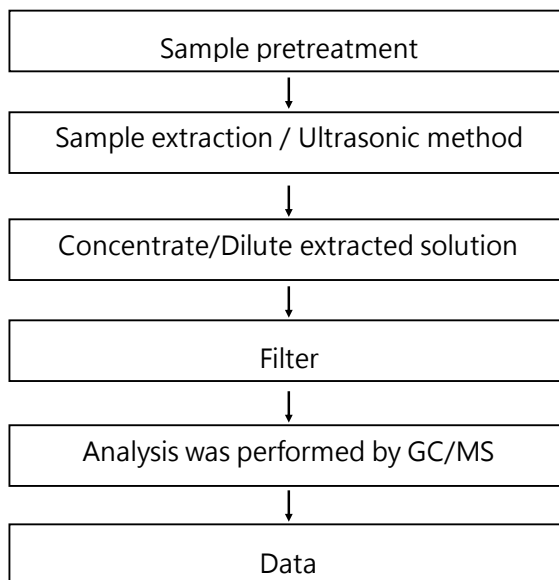 Sample pretreatment
Sample extraction / Ultrasonic method
Concentrate/Dilute extracted solution
Filter
Analysis was performed by GC/MS
Data